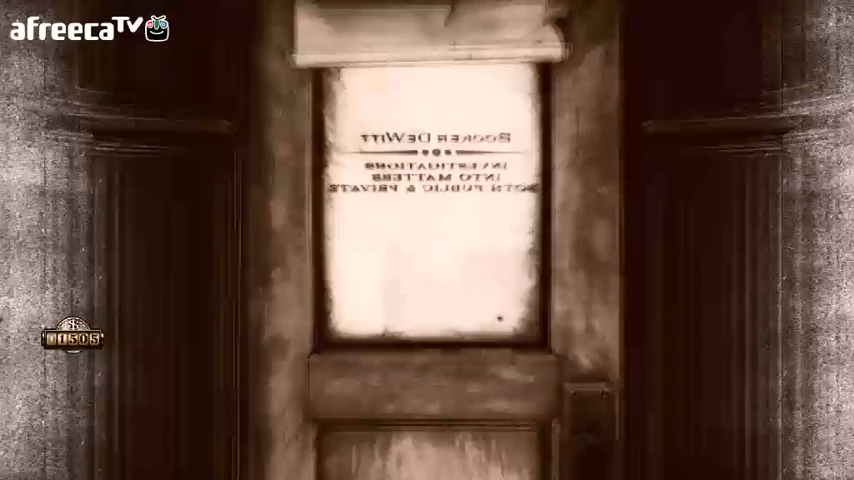 afreecaTV
BOOKER DEWITT
INVESTIGATIONS
INTO MATTERS
BOTH PUBLIC & PRIVATE
$
01505